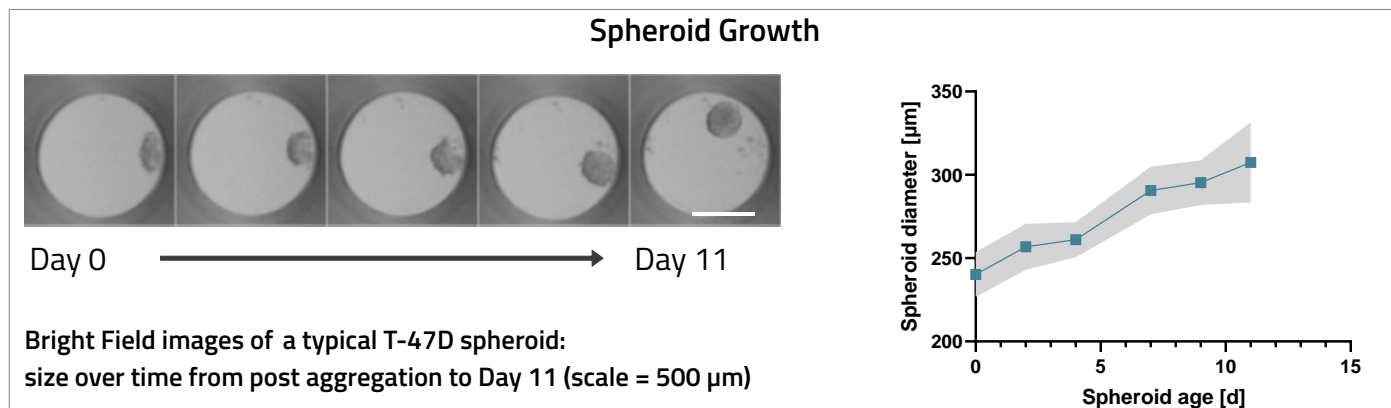 Spheroid Growth
Day 0
Day 11
Bright Field images of a typical T-47D spheroid:
size over time from post aggregation to Day 11 (scale = 500 µm)
Spheroid diameter [µm]
350
300
250
200
0
5
10
15
Spheroid age [d]